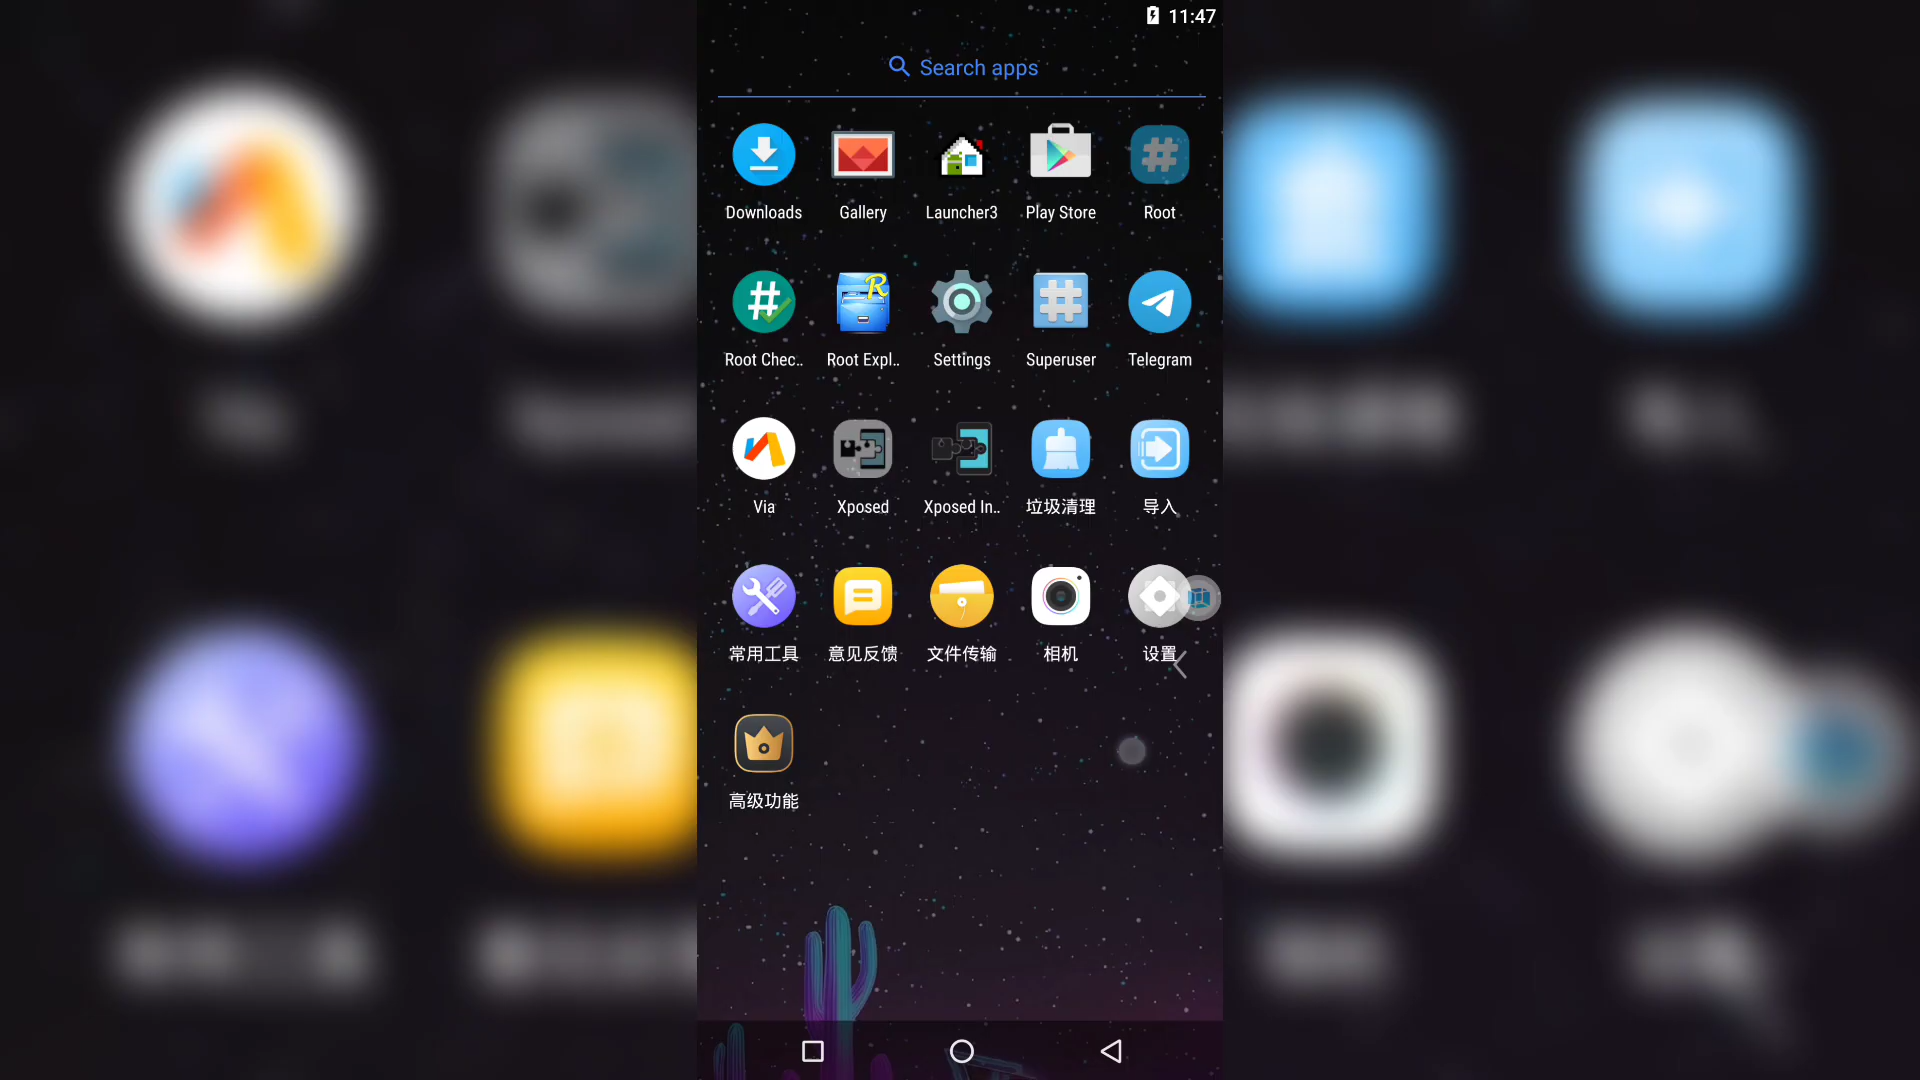 11:47
Search apps
Downloads Gallery Launcher3 Play Store Root
Root Chec.. Root Expl.. Settings Superuser Telegram
Via Xposed Xposed In.. 垃圾清理 导入
常用工具 意见反馈 文件传输 相机 设置
高级功能